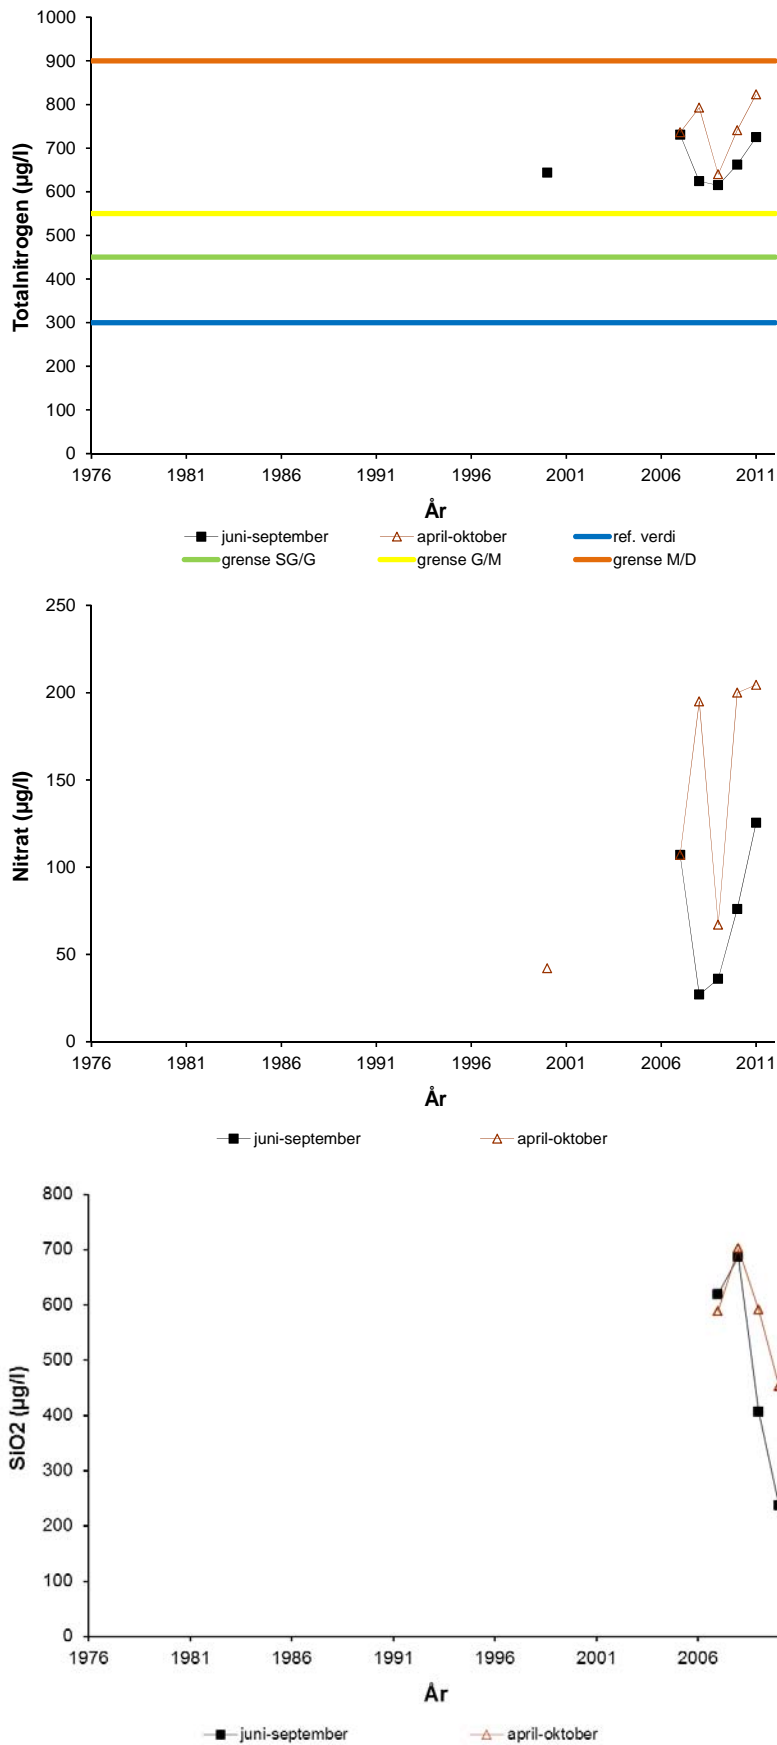 1000
900
800
700
600
500
400
300
200
100
0
Totalnitrogen (µg/l)
1976 1981 1986 1991 1996 2001 2006 2011
År
juni-september april-oktober ref. verdi
grense SG/G grense G/M grense M/D
250
200
150
100
50
0
Nitrat (µg/l)
1976 1981 1986 1991 1996 2001 2006 2011
År
juni-september april-oktober
800
700
600
500
400
300
200
100
0
SiO2 (µg/l)
1976 1981 1986 1991 1996 2001 2006
År
juni-september april-oktober